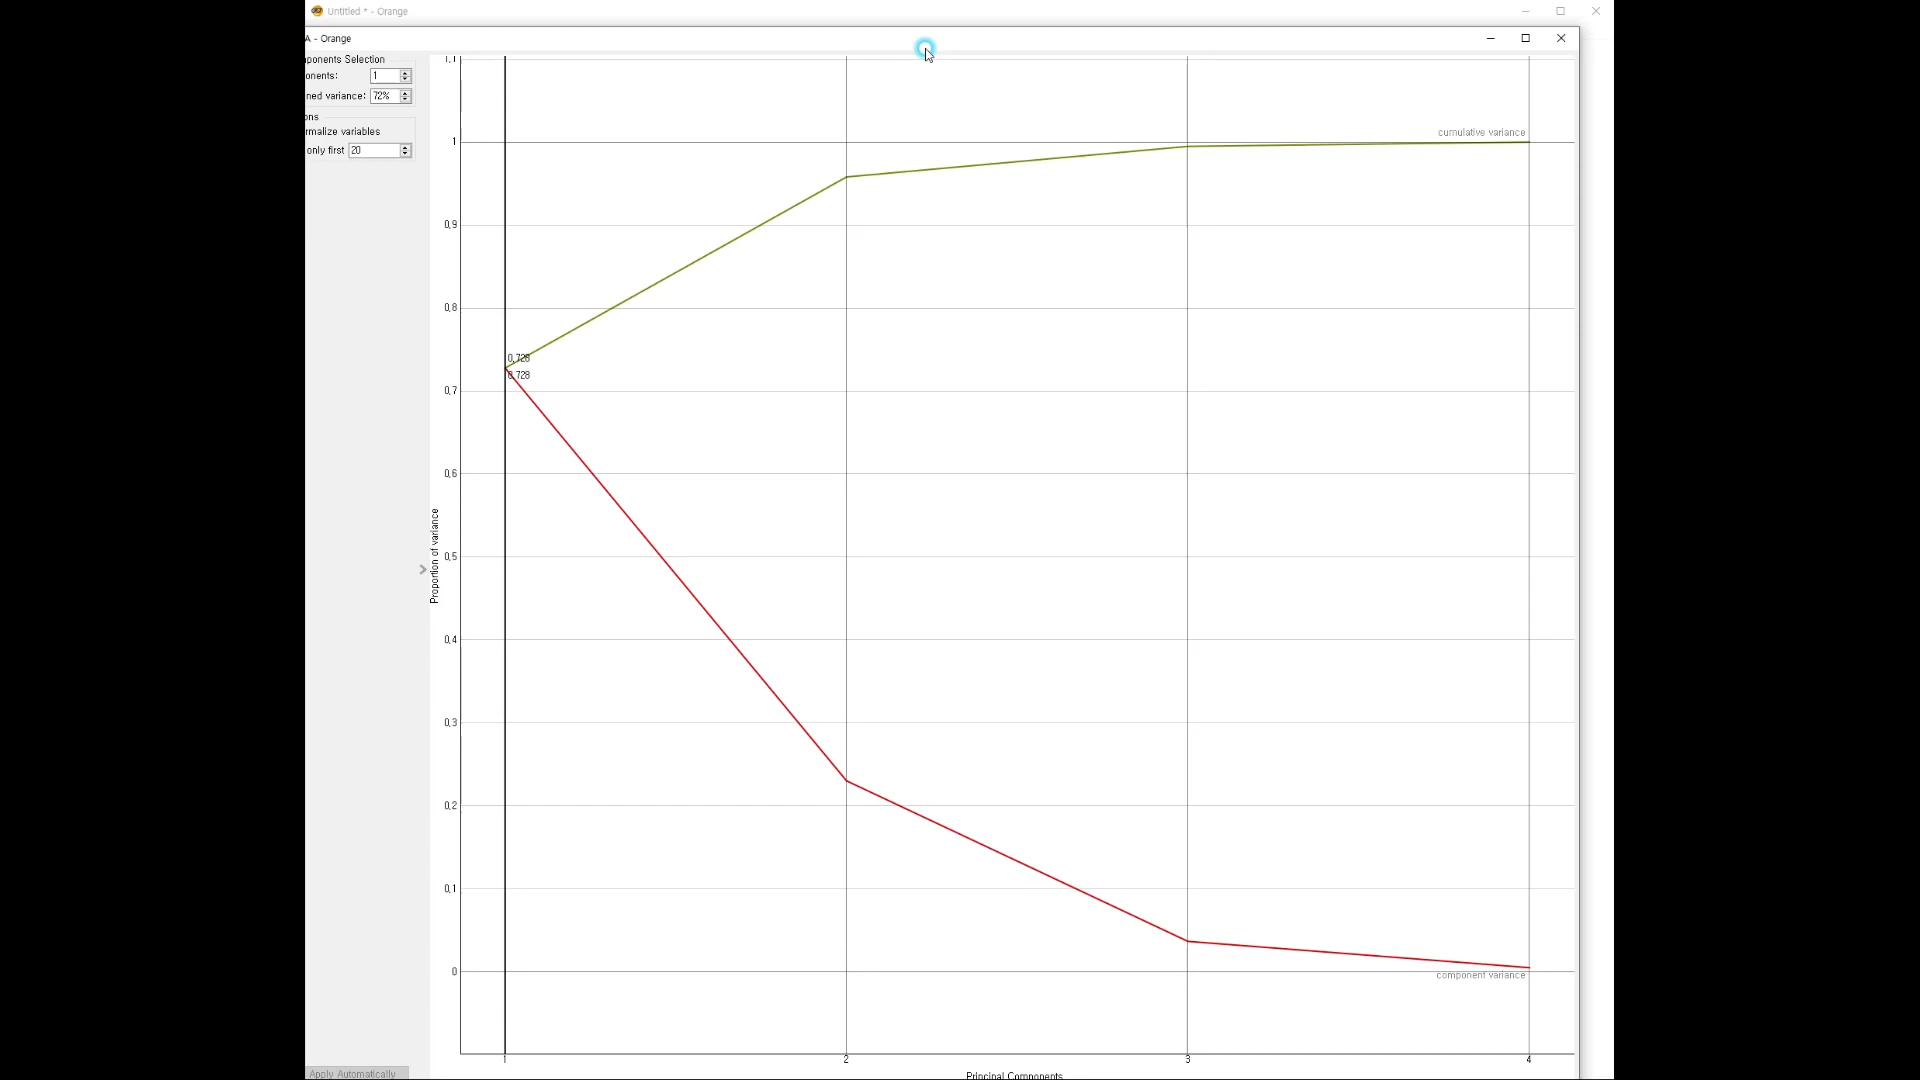 Untitled * - Orange
A - Orange
ponents Selection
onents: 1
ned variance: 72%
ons
rmalize variables
only first 20
Apply Automatically
1,1
1
0,9
0,8
0,7
0,6
0,5
0,4
0,3
0,2
0,1
0
Proportion of variance
cumulative variance
0,728
0,728
component variance
1 2 3 4
Principal Components